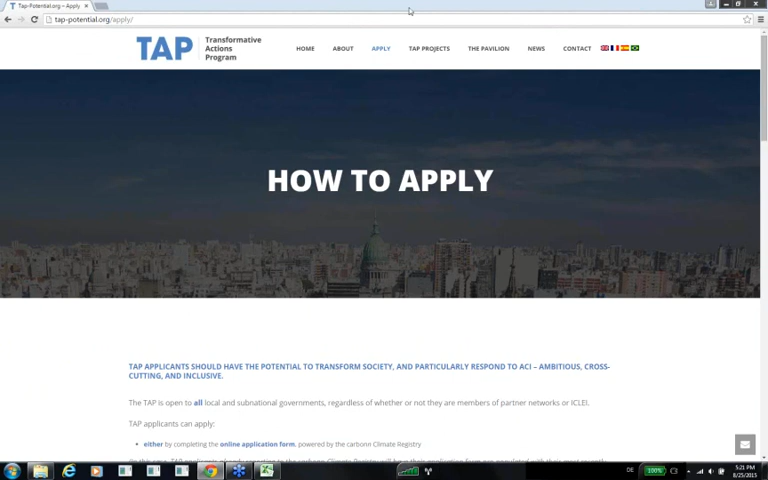 Tap-Potential.org – Apply
tap-potential.org/apply/
TAP
Transformative
Actions
Program
HOME
ABOUT
APPLY
TAP PROJECTS
THE PAVILION
NEWS
CONTACT
HOW TO APPLY
TAP APPLICANTS SHOULD HAVE THE POTENTIAL TO TRANSFORM SOCIETY, AND PARTICULARLY RESPOND TO ACI – AMBITIOUS, CROSS-
CUTTING, AND INCLUSIVE.
The TAP is open to all local and subnational governments, regardless of whether or not they are members of partner networks or ICLEI.
TAP applicants can apply:
either by completing the online application form, powered by the carbonn Climate Registry
DE
100%
5:21 PM
8/25/2015